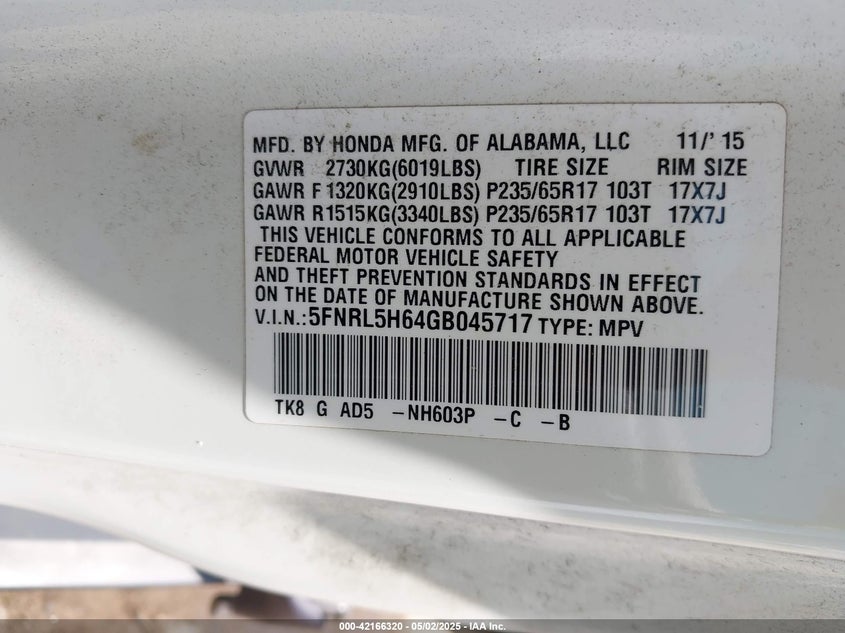 MFD. BY HONDA MFG. OF ALABAMA, LLC 11/' 15
GVWR 2730KG(6019LBS) TIRE SIZE RIM SIZE
GAWR F 1320KG(2910LBS) P235/65R17 103T 17X7J
GAWR R1515KG(3340LBS) P235/65R17 103T 17X7J
THIS VEHICLE CONFORMS TO ALL APPLICABLE
FEDERAL MOTOR VEHICLE SAFETY
AND THEFT PREVENTION STANDARDS IN EFFECT
ON THE DATE OF MANUFACTURE SHOWN ABOVE.
V.I.N.:5FNRL5H64GB045717 TYPE: MPV
TK8 G AD5 -NH603P -C -B
000-42166320 - 05/02/2025 - IAA Inc.